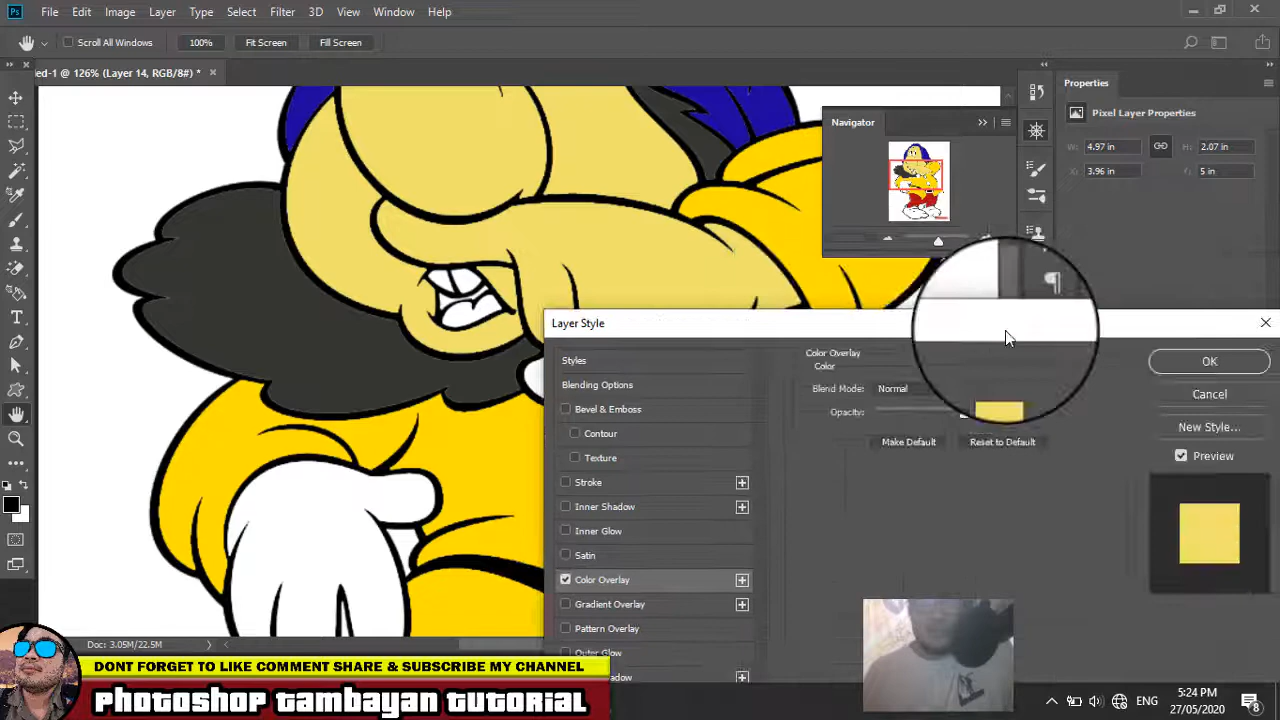 Ps File Edit Image Layer Type Select Filter 3D View Window Help
Scroll All Windows 100% Fit Screen Fill Screen
ed-1 @ 126% (Layer 14, RGB/8#) *
Properties
Pixel Layer Properties
W: 4.97 in H: 2.07 in
X: 3.96 in Y: 5 in
Navigator
Layer Style
Styles
Blending Options
Bevel & Emboss
Contour
Texture
Stroke
Inner Shadow
Inner Glow
Satin
Color Overlay
Gradient Overlay
Pattern Overlay
Outer Glow
Color Overlay
Color
Blend Mode: Normal
Opacity:
Make Default Reset to Default
OK
Cancel
New Style...
Preview
Doc: 3.05M/22.5M
DONT FORGET TO LIKE COMMENT SHARE & SUBSCRIBE MY CHANNEL
PHOTOSHOP TAMBAYAN TUTORIAL
ENG 5:24 PM
27/05/2020
8